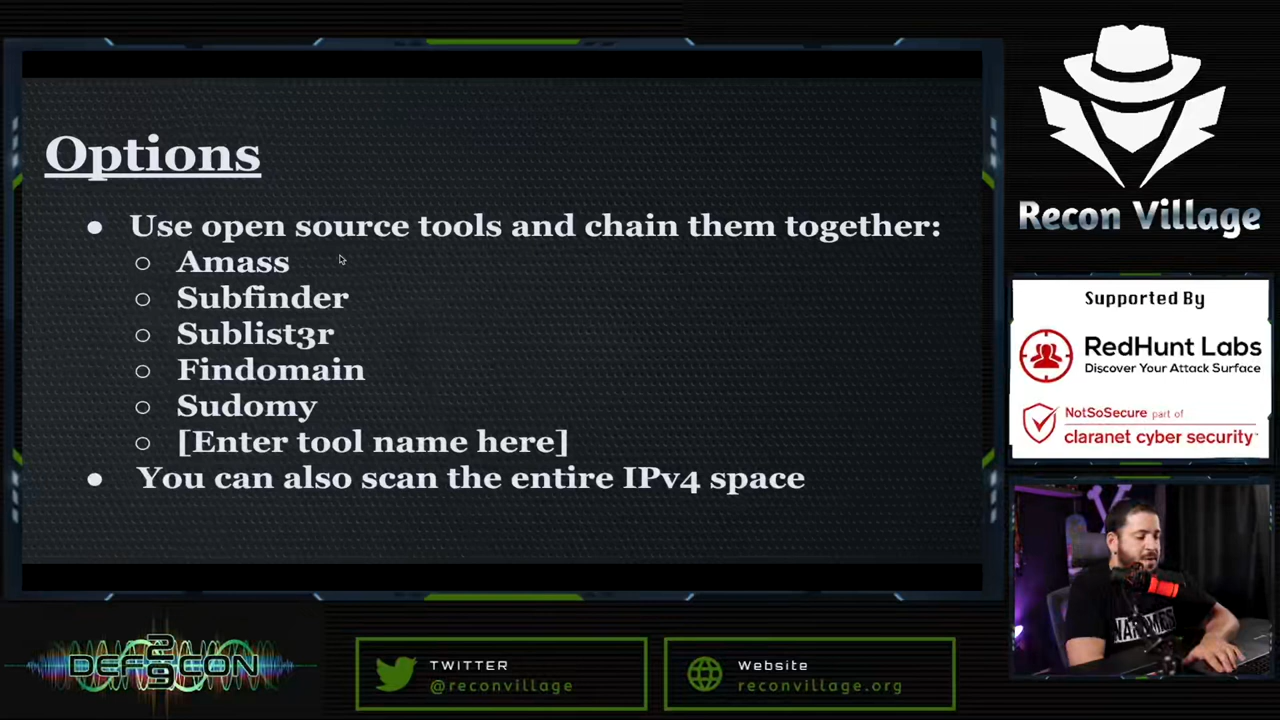 Options
● Use open source tools and chain them together:
○ Amass
○ Subfinder
○ Sublist3r
○ Findomain
○ Sudomy
○ [Enter tool name here]
● You can also scan the entire IPv4 space
Recon Village
Supported By
RedHunt Labs
Discover Your Attack Surface
NotSoSecure part of
claranet cyber security
DEF CON
29
TWITTER
@reconvillage
Website
reconvillage.org